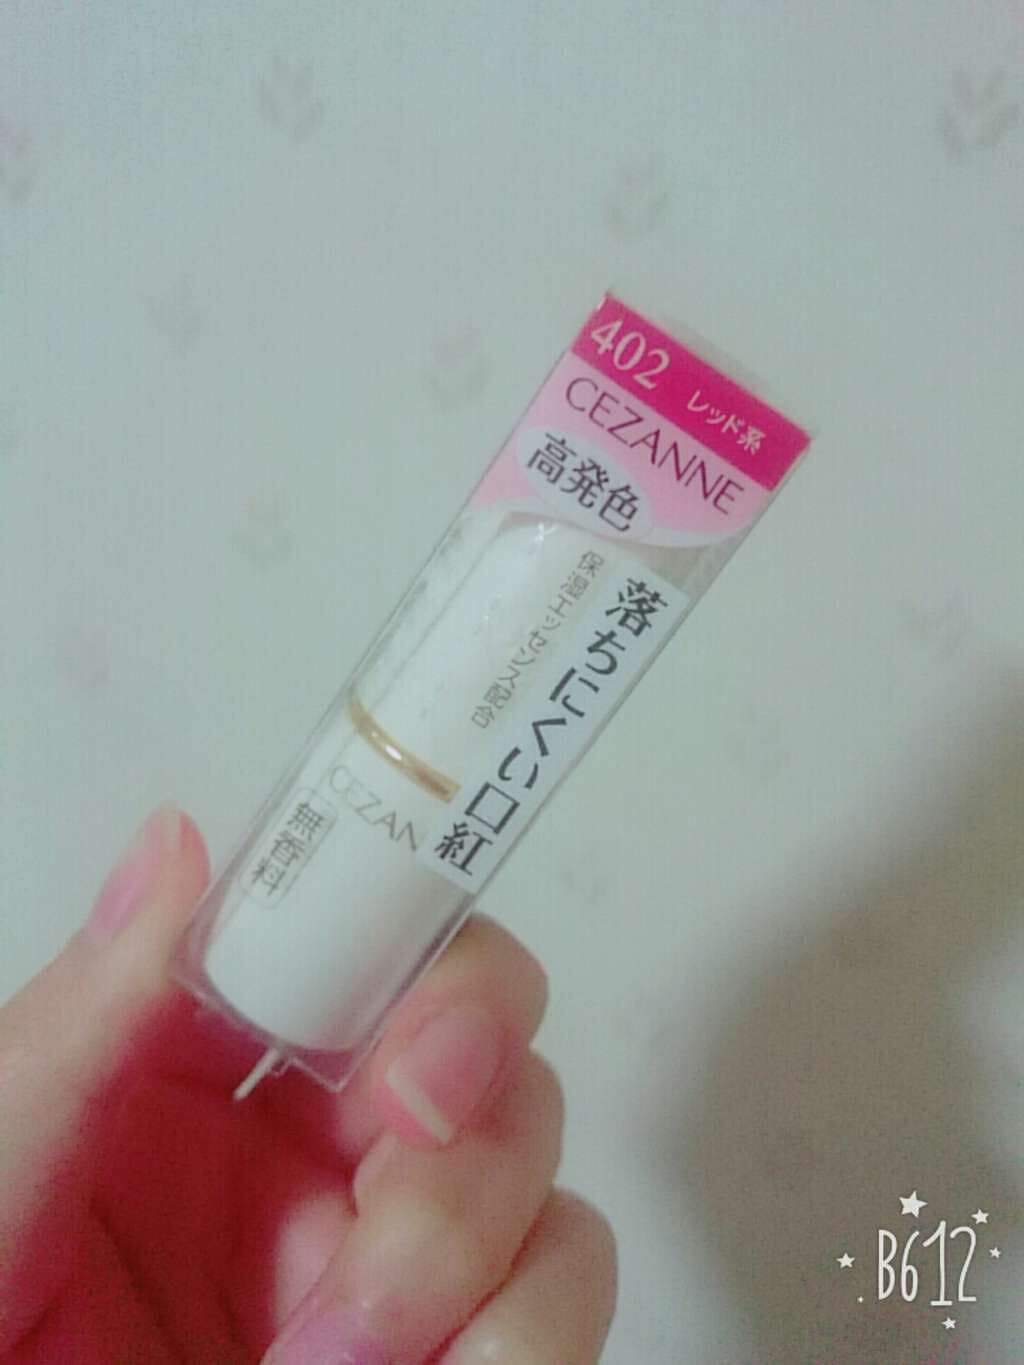 402 レッド系
CEZANNE
高発色
落ちにくい口紅
保湿エッセンス配合
CEZAN
無香料
B612